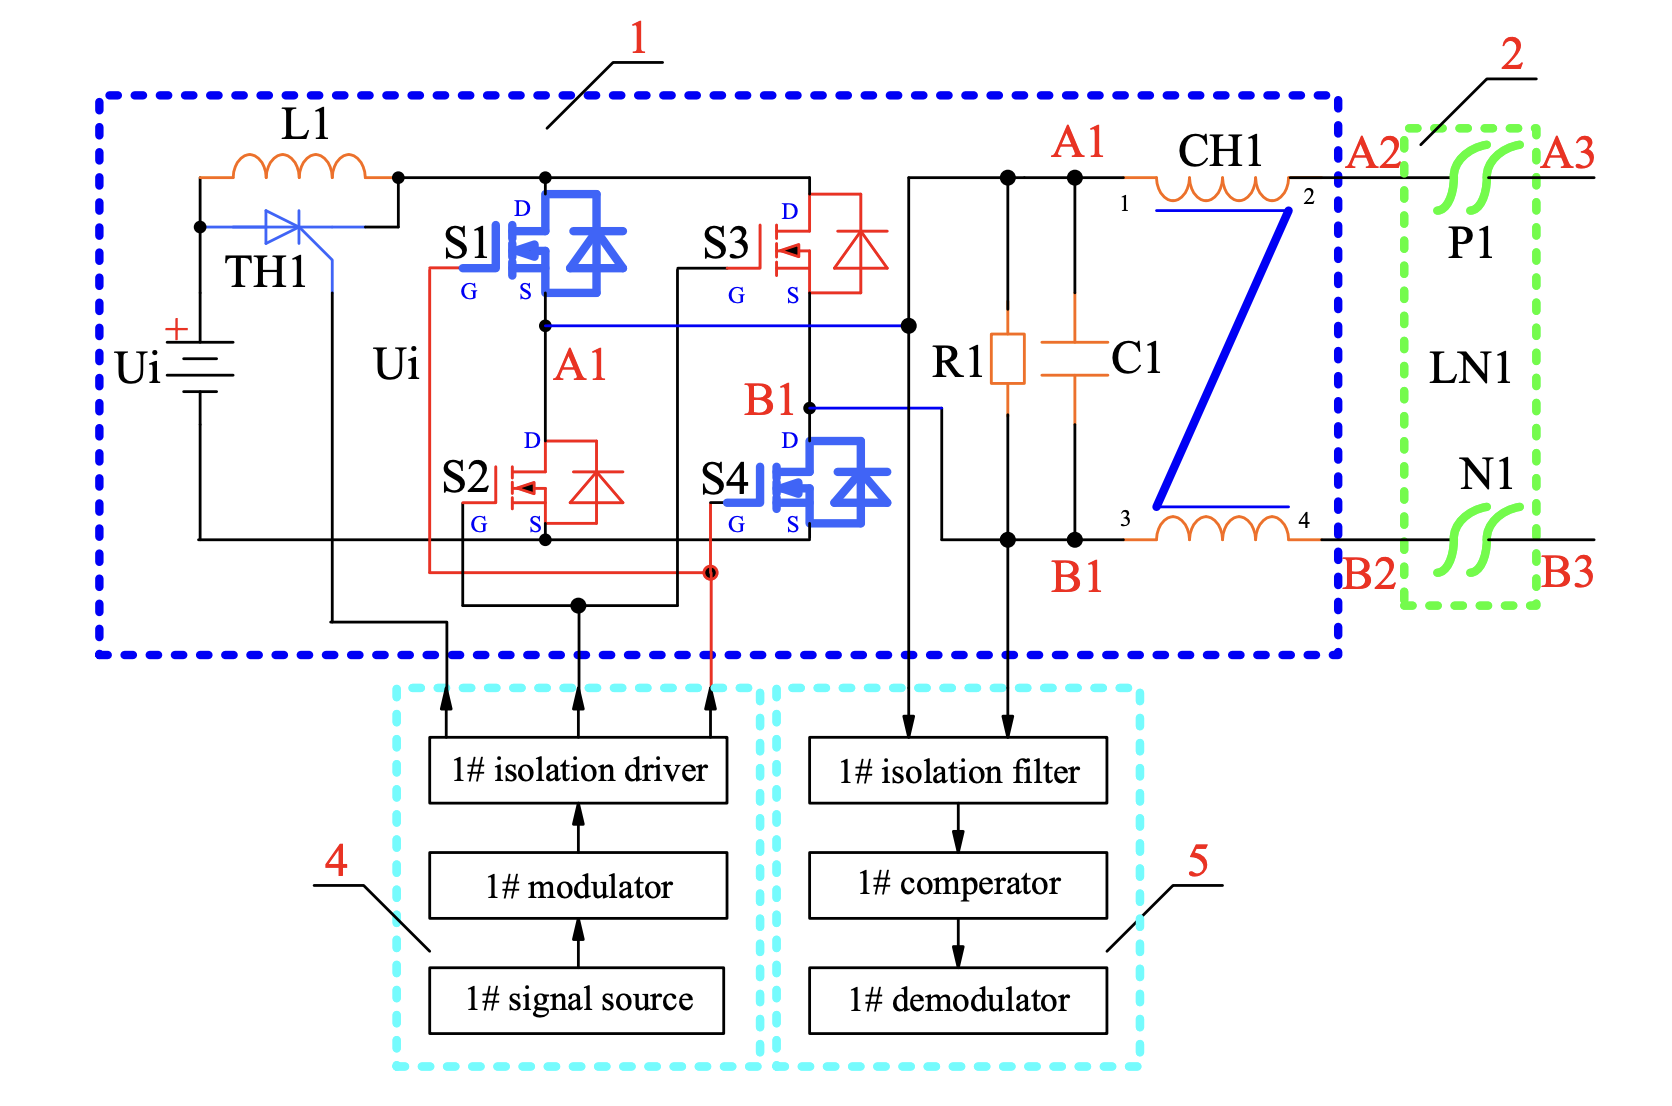 1
2
L1
A1
CH1
A2
A3
1
2
D
D
S1
S3
P1
TH1
G
S
G
S
+
Ui
Ui
A1
R1
C1
LN1
B1
D
D
S2
S4
N1
G
S
G
S
3
4
B1
B2
B3
1# isolation driver
1# isolation filter
4
1# modulator
1# comperator
5
1# signal source
1# demodulator